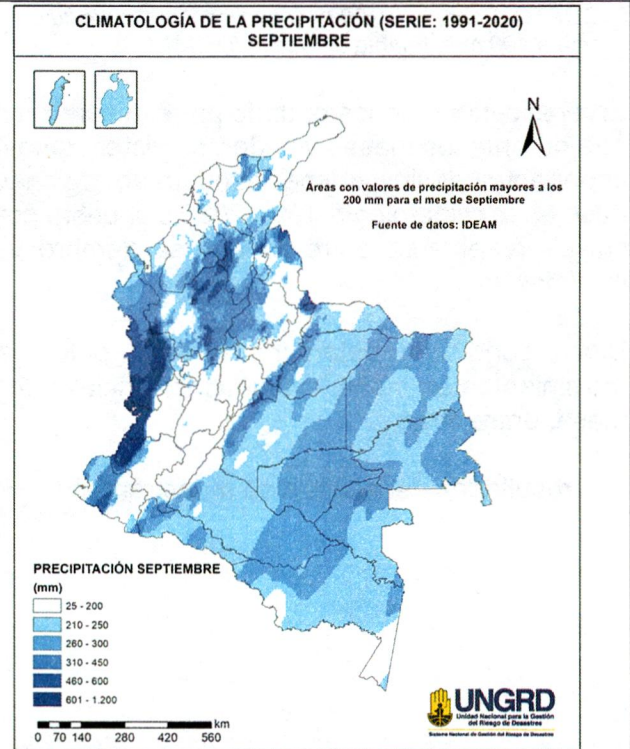 CLIMATOLOGÍA DE LA PRECIPITACIÓN (SERIE: 1991-2020)
SEPTIEMBRE
N
Áreas con valores de precipitación mayores a los
200 mm para el mes de Septiembre
Fuente de datos: IDEAM
PRECIPITACIÓN SEPTIEMBRE
(mm)
25 - 200
210 - 250
260 - 300
310 - 450
460 - 600
601 - 1.200
km
0 70 140 280 420 560
UNGRD
Unidad Nacional para la Gestión
del Riesgo de Desastres
Sistema Nacional de Gestión del Riesgo de Desastres